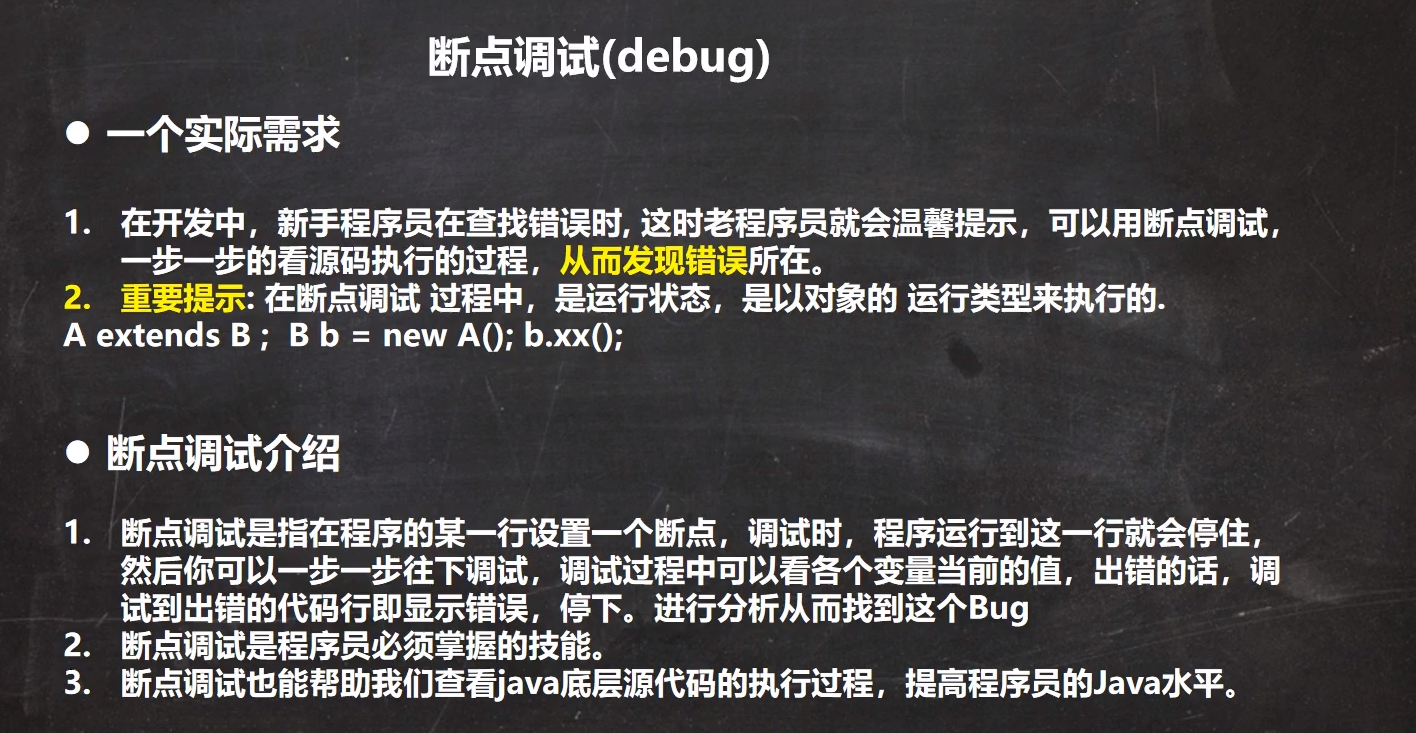 断点调试(debug)
● 一个实际需求
1. 在开发中，新手程序员在查找错误时, 这时老程序员就会温馨提示，可以用断点调试，
一步一步的看源码执行的过程，从而发现错误所在。
2. 重要提示: 在断点调试 过程中，是运行状态，是以对象的 运行类型来执行的.
A extends B ;  B b = new A(); b.xx();
● 断点调试介绍
1. 断点调试是指在程序的某一行设置一个断点，调试时，程序运行到这一行就会停住，
然后你可以一步一步往下调试，调试过程中可以看各个变量当前的值，出错的话，调
试到出错的代码行即显示错误，停下。进行分析从而找到这个Bug
2. 断点调试是程序员必须掌握的技能。
3. 断点调试也能帮助我们查看java底层源代码的执行过程，提高程序员的Java水平。